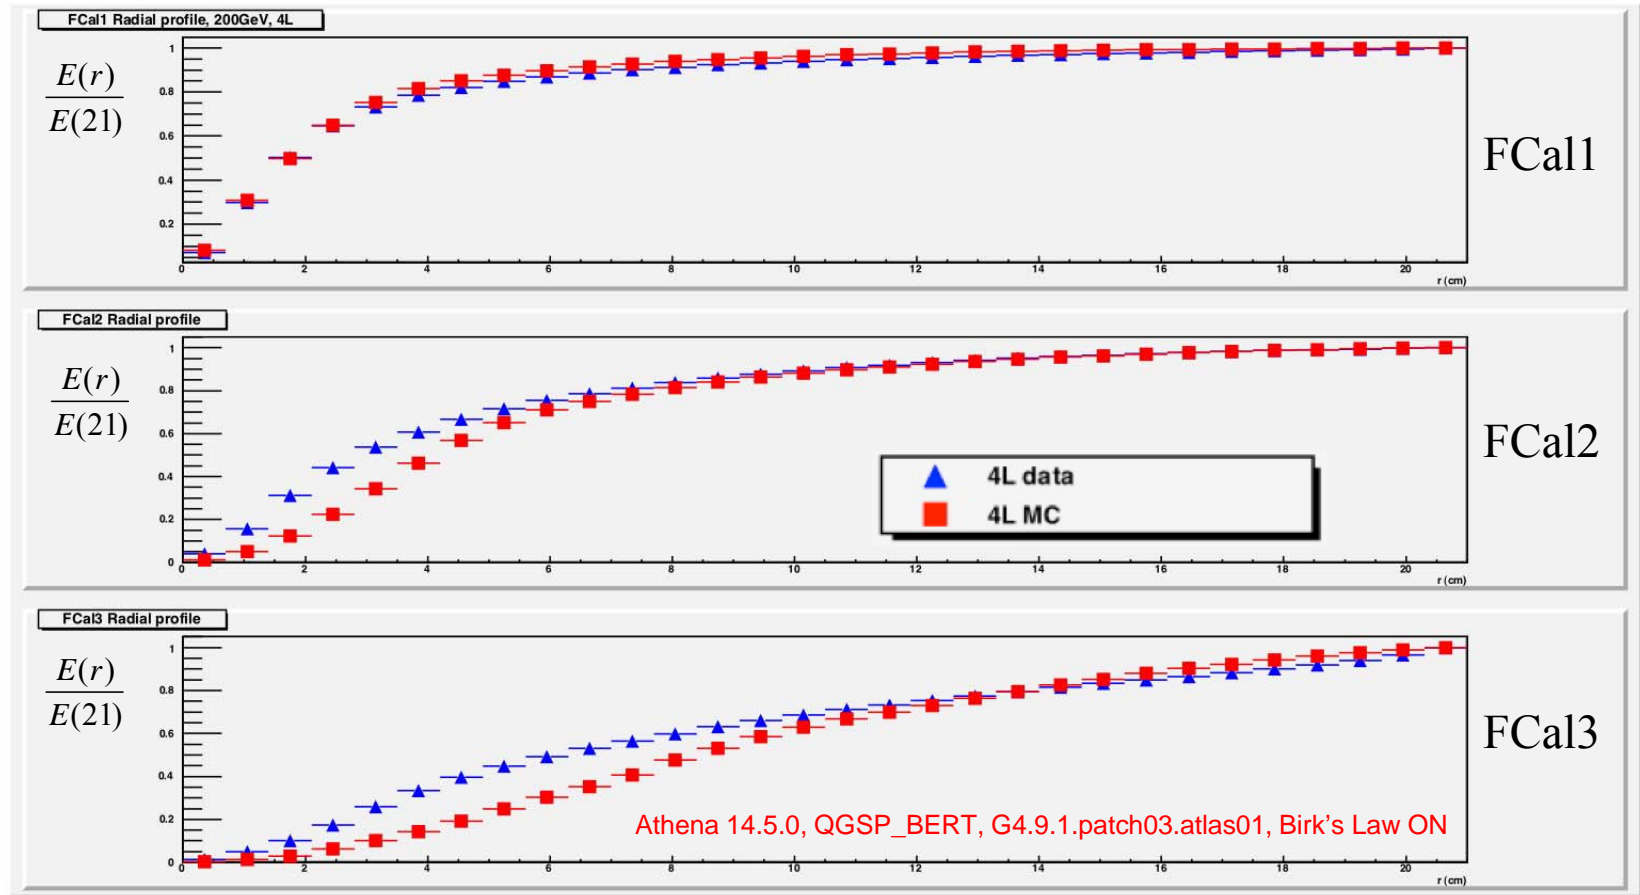 FCal1 Radial profile, 200GeV, 4L
E(r)
E(21)
1
0.8
0.6
0.4
0.2
0 2 4 6 8 10 12 14 16 18 20
r (cm)
FCal1
FCal2 Radial profile
E(r)
E(21)
1
0.8
0.6
0.4
0.2
0
0 2 4 6 8 10 12 14 16 18 20
r (cm)
4L data
4L MC
FCal2
FCal3 Radial profile
E(r)
E(21)
1
0.8
0.6
0.4
0.2
0
0 2 4 6 8 10 12 14 16 18 20
r (cm)
Athena 14.5.0, QGSP_BERT, G4.9.1.patch03.atlas01, Birk's Law ON
FCal3